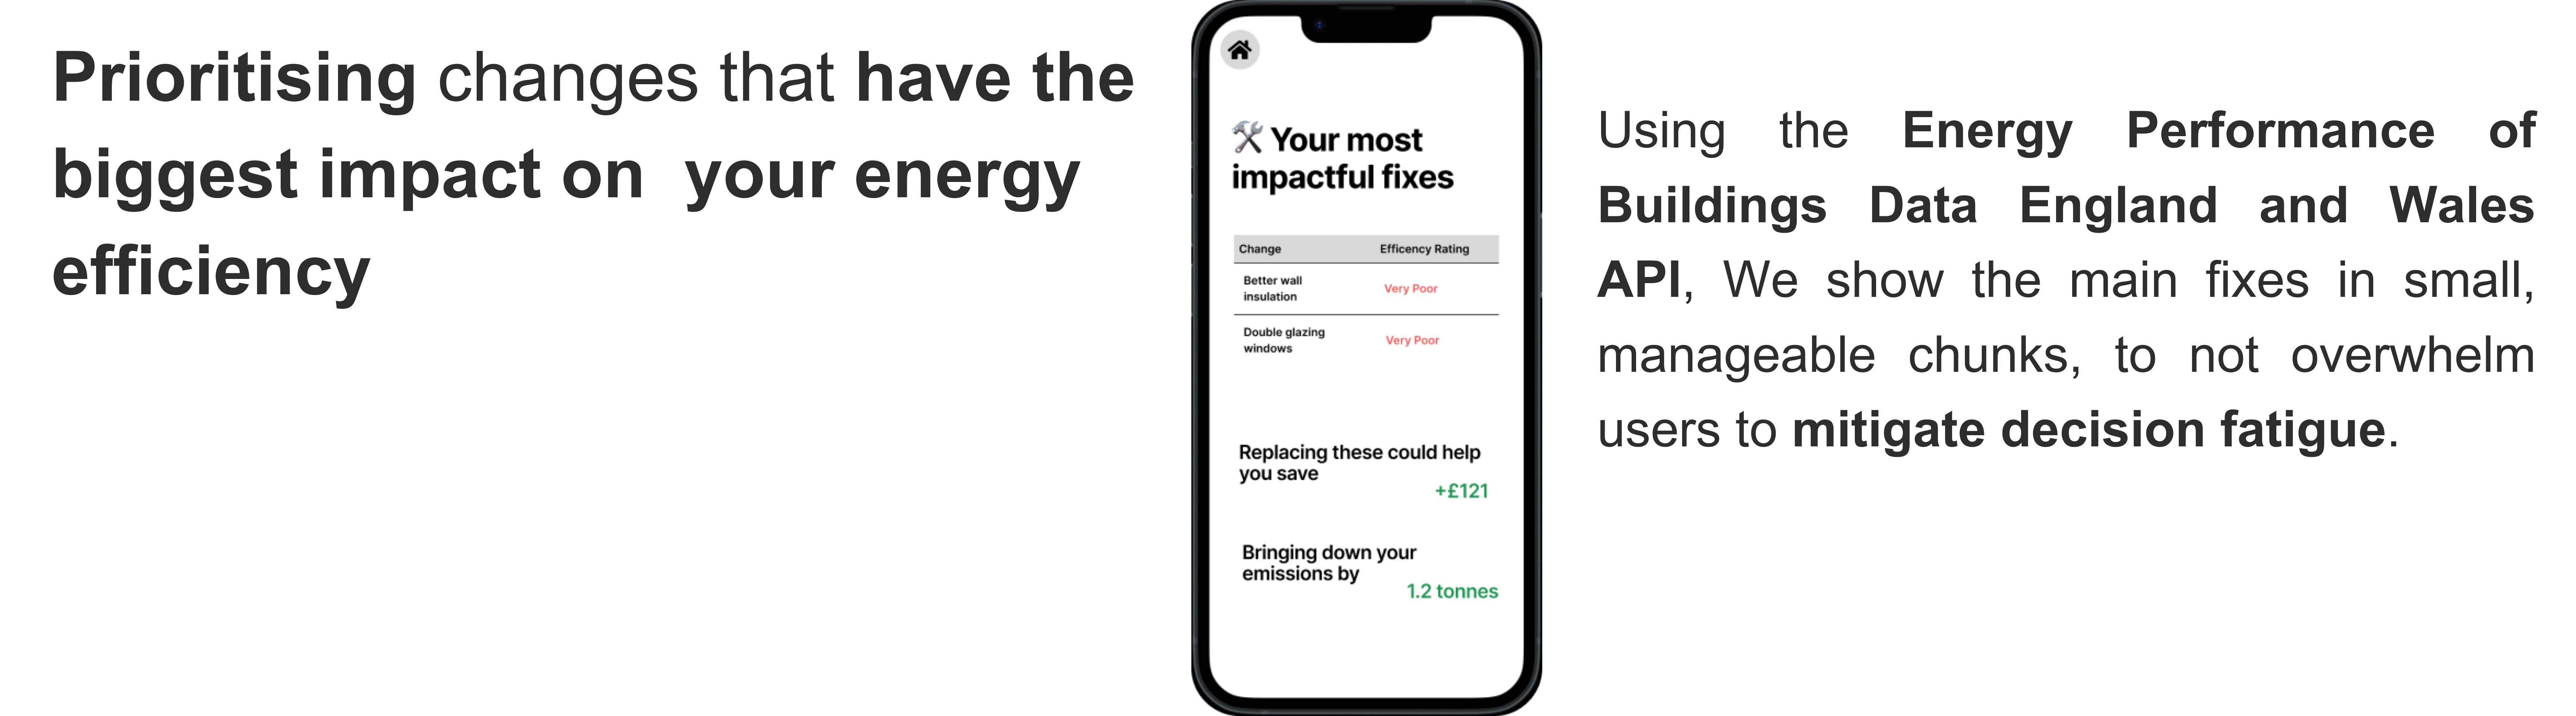 Prioritising changes that have the
biggest impact on  your energy
efficiency
🛠 Your most
impactful fixes
Change Efficency Rating
Better wall
insulation
Very Poor
Double glazing
windows
Very Poor
Replacing these could help
you save
+£121
Bringing down your
emissions by
1.2 tonnes
Using the Energy Performance of
Buildings Data England and Wales
API, We show the main fixes in small,
manageable chunks, to not overwhelm
users to mitigate decision fatigue.